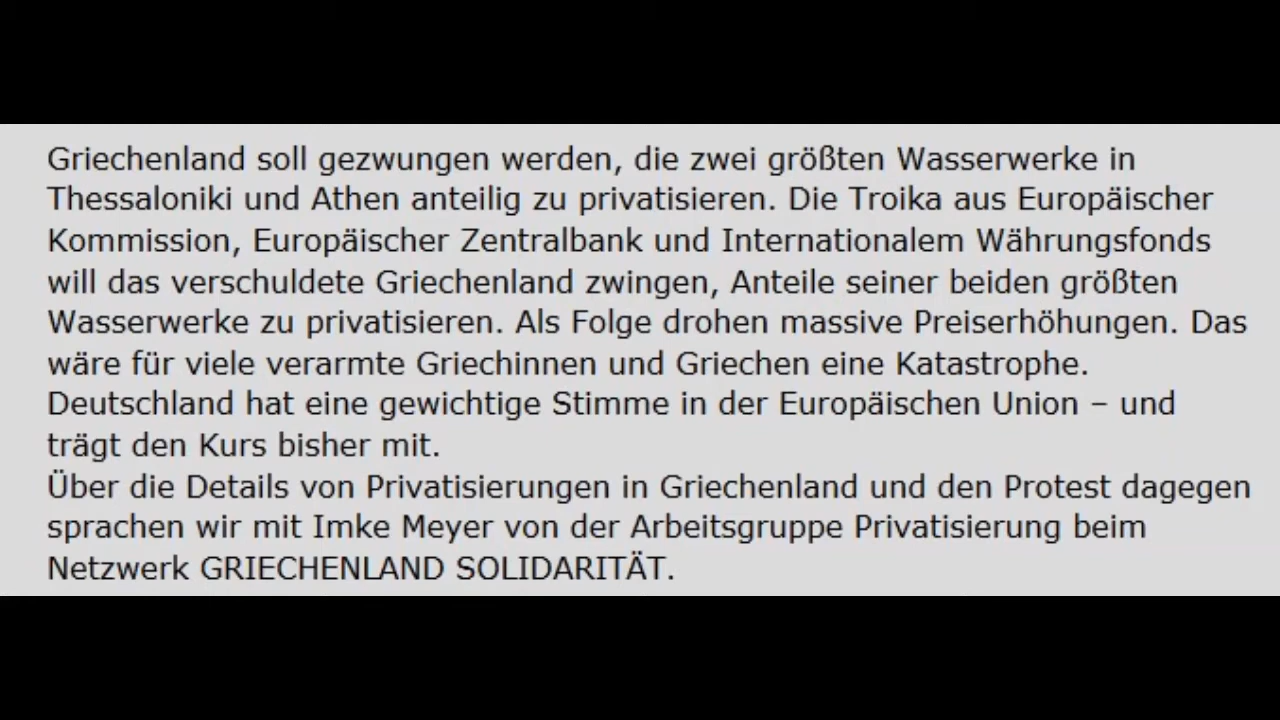 Griechenland soll gezwungen werden, die zwei größten Wasserwerke in
Thessaloniki und Athen anteilig zu privatisieren. Die Troika aus Europäischer
Kommission, Europäischer Zentralbank und Internationalem Währungsfonds
will das verschuldete Griechenland zwingen, Anteile seiner beiden größten
Wasserwerke zu privatisieren. Als Folge drohen massive Preiserhöhungen. Das
wäre für viele verarmte Griechinnen und Griechen eine Katastrophe.
Deutschland hat eine gewichtige Stimme in der Europäischen Union – und
trägt den Kurs bisher mit.
Über die Details von Privatisierungen in Griechenland und den Protest dagegen
sprachen wir mit Imke Meyer von der Arbeitsgruppe Privatisierung beim
Netzwerk GRIECHENLAND SOLIDARITÄT.